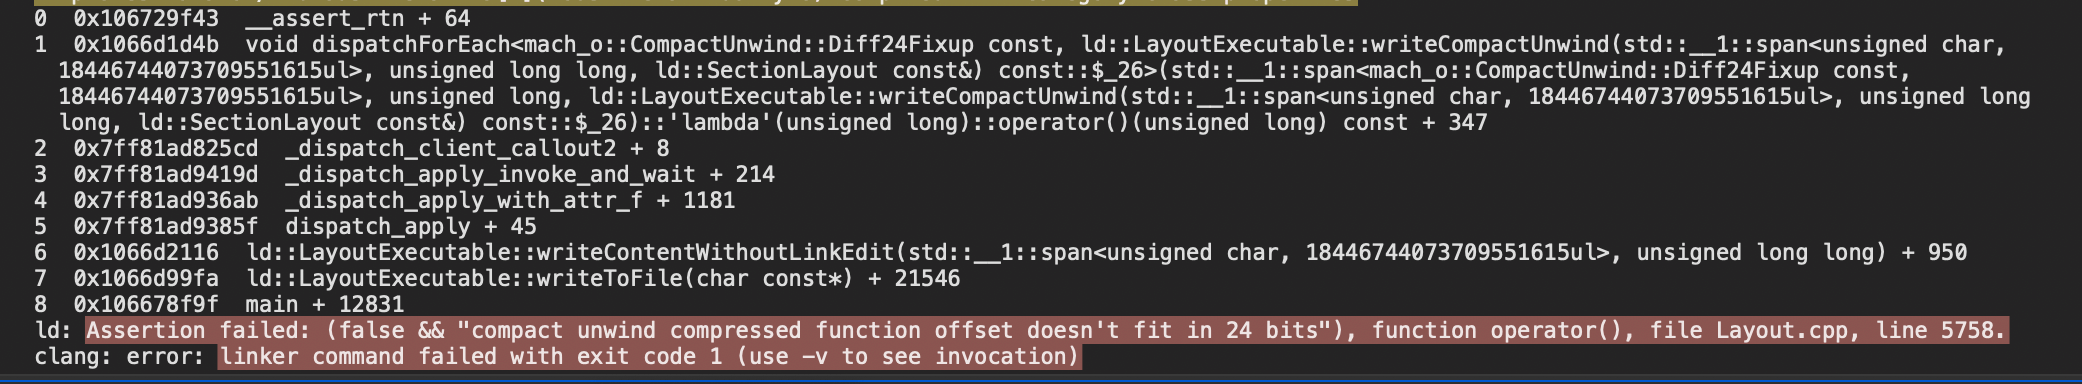 0  0x106729f43  __assert_rtn + 64
1  0x1066d1d4b  void dispatchForEach<mach_o::CompactUnwind::Diff24Fixup const, ld::LayoutExecutable::writeCompactUnwind(std::__1::span<unsigned char,
18446744073709551615ul>, unsigned long long, ld::SectionLayout const&) const::$_26>(std::__1::span<mach_o::CompactUnwind::Diff24Fixup const,
18446744073709551615ul>, unsigned long, ld::LayoutExecutable::writeCompactUnwind(std::__1::span<unsigned char, 18446744073709551615ul>, unsigned long
long, ld::SectionLayout const&) const::$_26)::'lambda'(unsigned long)::operator()(unsigned long) const + 347
2  0x7ff81ad825cd  _dispatch_client_callout2 + 8
3  0x7ff81ad9419d  _dispatch_apply_invoke_and_wait + 214
4  0x7ff81ad936ab  _dispatch_apply_with_attr_f + 1181
5  0x7ff81ad9385f  dispatch_apply + 45
6  0x1066d2116  ld::LayoutExecutable::writeContentWithoutLinkEdit(std::__1::span<unsigned char, 18446744073709551615ul>, unsigned long long) + 950
7  0x1066d99fa  ld::LayoutExecutable::writeToFile(char const*) + 21546
8  0x106678f9f  main + 12831
ld: Assertion failed: (false && "compact unwind compressed function offset doesn't fit in 24 bits"), function operator(), file Layout.cpp, line 5758.
clang: error: linker command failed with exit code 1 (use -v to see invocation)